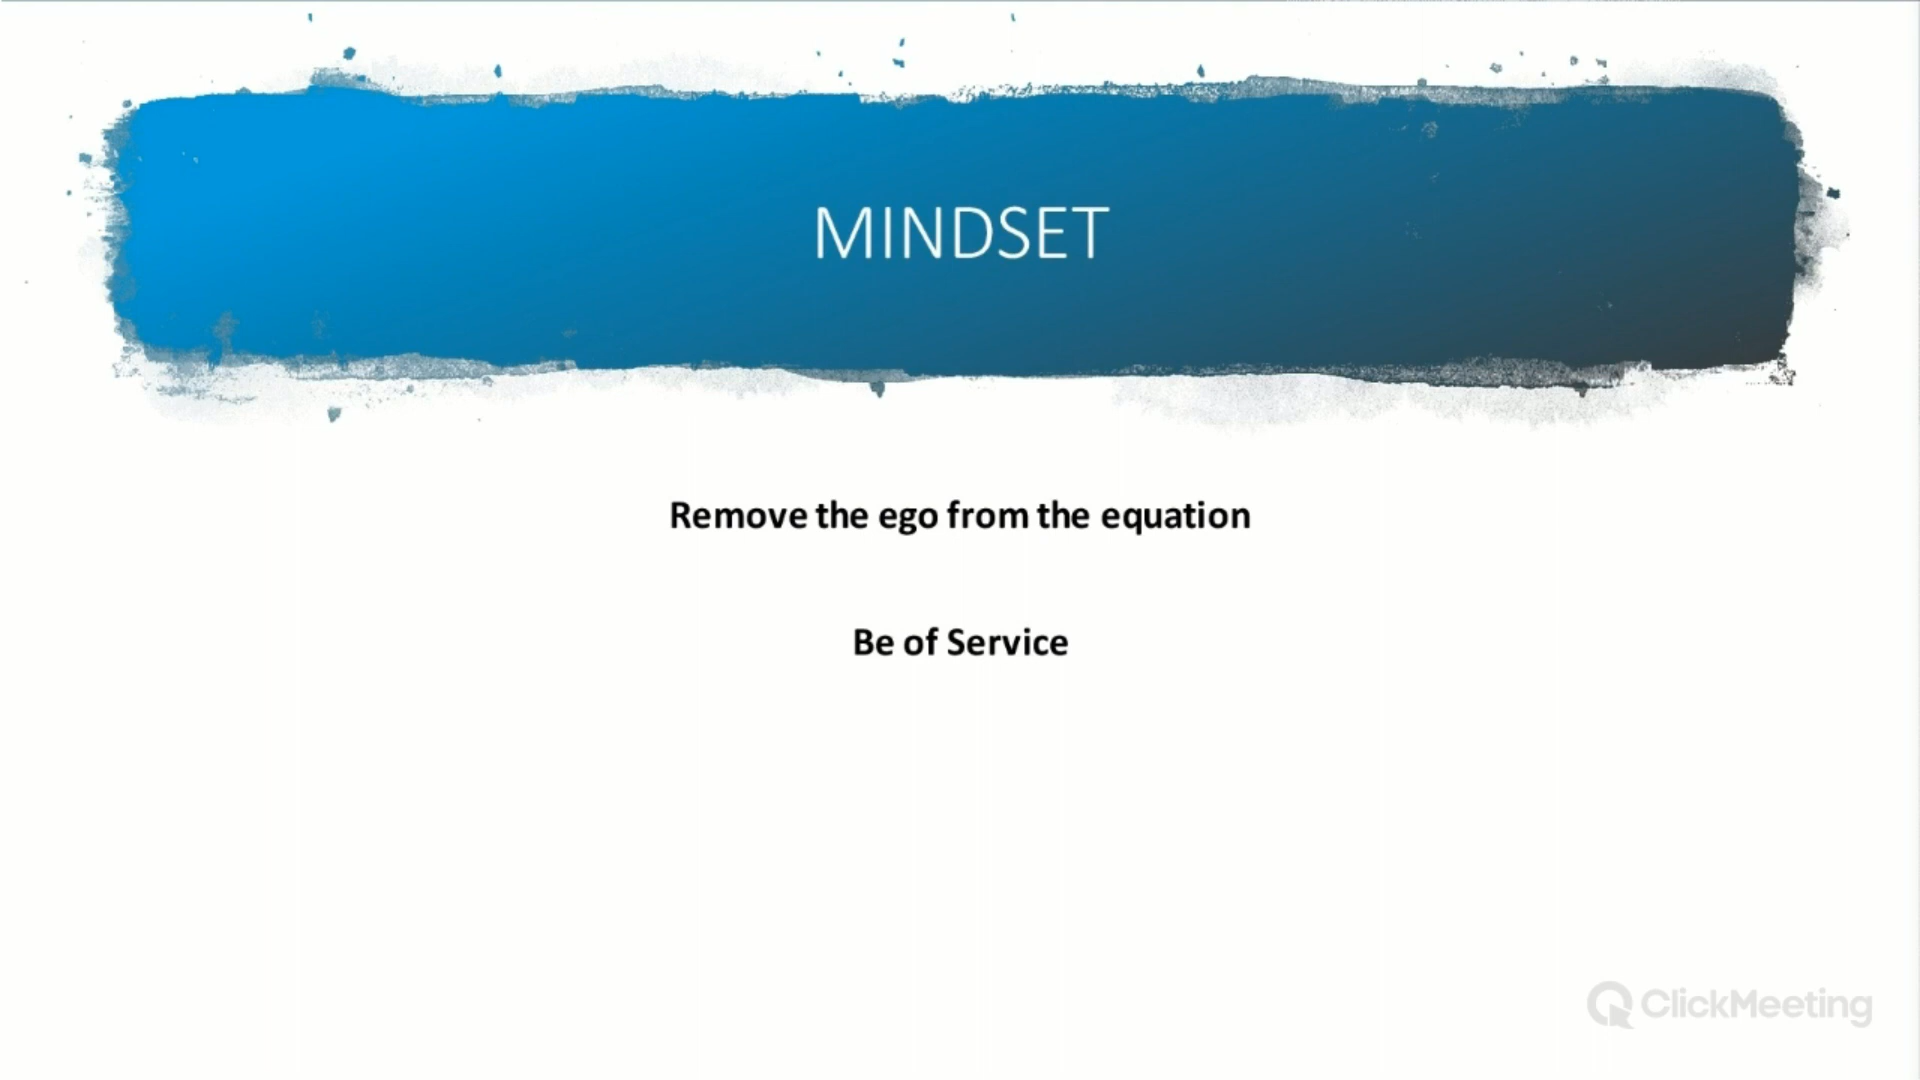 MINDSET
Remove the ego from the equation
Be of Service
ClickMeeting